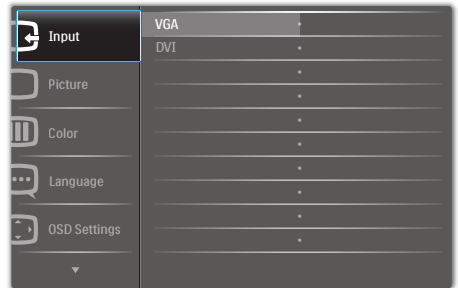 Input
VGA
DVI
Picture
Color
Language
OSD Settings